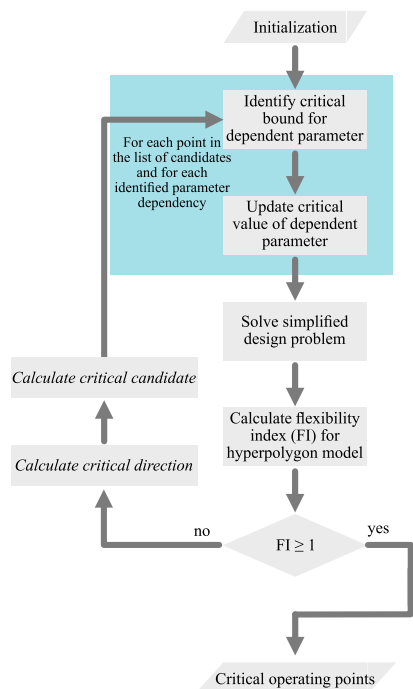 Initialization
Identify critical
bound for
dependent parameter
For each point in
the list of candidates
and for each
identified parameter
dependency
Update critical
value of dependent
parameter
Solve simplified
design problem
Calculate flexibility
index (FI) for
hyperpolygon model
Calculate critical candidate
Calculate critical direction
no
FI ≥ 1
yes
Critical operating points